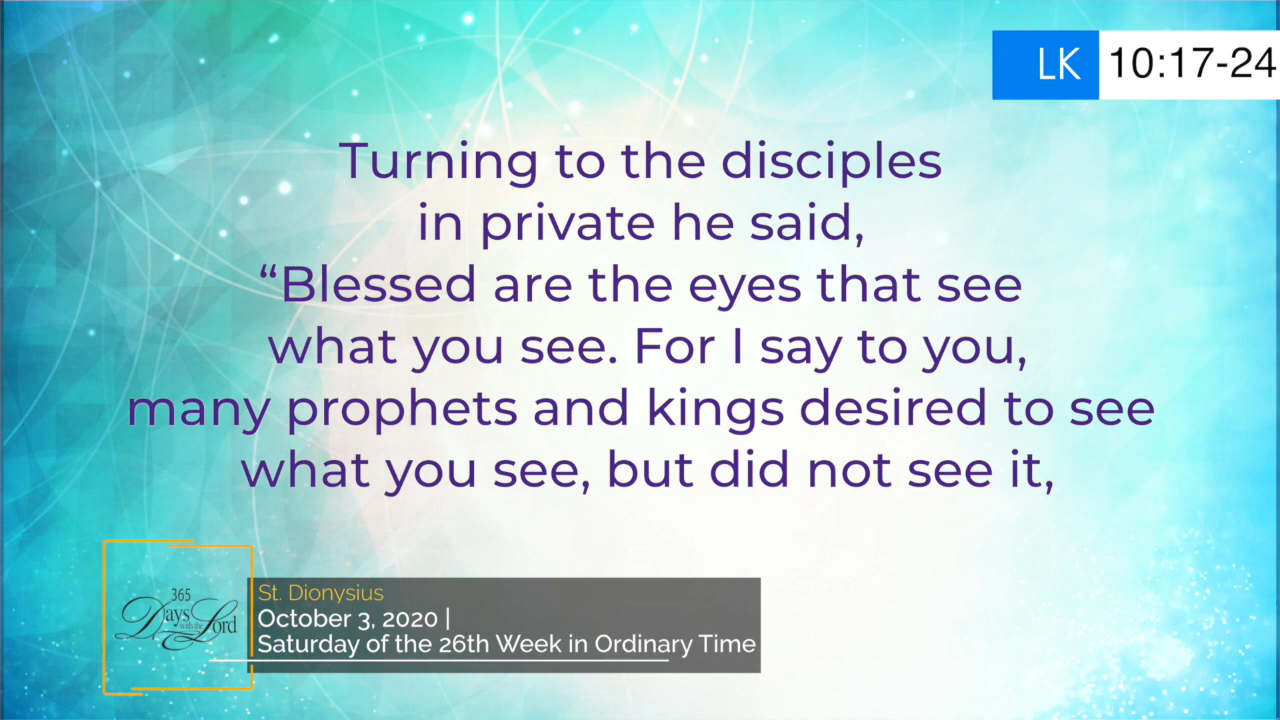 LK 10:17-24
Turning to the disciples
in private he said,
“Blessed are the eyes that see
what you see. For I say to you,
many prophets and kings desired to see
what you see, but did not see it,
365
Days with the Lord
St. Dionysius
October 3, 2020 |
Saturday of the 26th Week in Ordinary Time